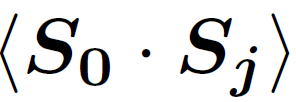 ⟨S₀ · Sⱼ⟩